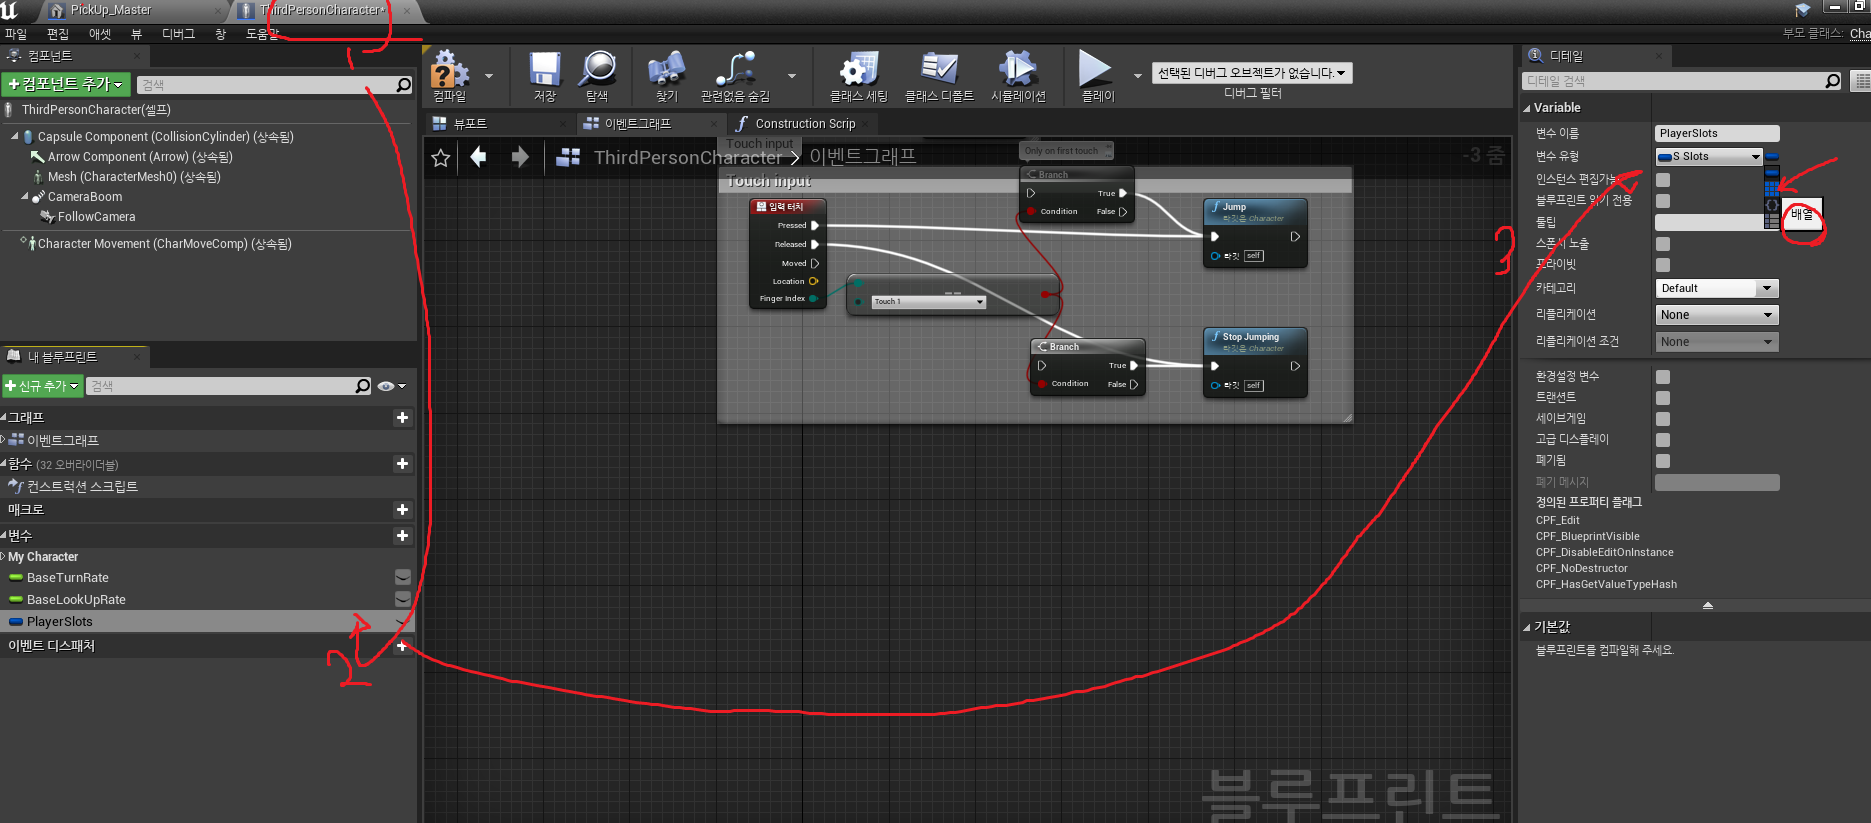 PickUp_Master
ThirdPersonCharacter*
파일 편집 애셋 뷰 디버그 창 도움말
부모 클래스: Cha
컴포넌트
+컴포넌트 추가
검색
ThirdPersonCharacter(셀프)
Capsule Component (CollisionCylinder) (상속됨)
Arrow Component (Arrow) (상속됨)
Mesh (CharacterMesh0) (상속됨)
CameraBoom
FollowCamera
Character Movement (CharMoveComp) (상속됨)
내 블루프린트
+신규 추가
검색
그래프
이벤트그래프
함수 (32 오버라이더블)
컨스트럭션 스크립트
매크로
변수
My Character
BaseTurnRate
BaseLookUpRate
PlayerSlots
이벤트 디스패처
1
2
3
컴파일
저장
탐색
찾기
관련없음 숨김
클래스 세팅
클래스 디폴트
시뮬레이션
플레이
선택된 디버그 오브젝트가 없습니다.
디버그 필터
뷰포트
이벤트그래프
Construction Scrip
ThirdPersonCharacter > 이벤트그래프
-3 줌
Touch input
Touch input
Only on first touch
입력 터치
Pressed
Released
Moved
Location
Finger Index
==
Touch 1
Branch
True
Condition
False
Branch
True
Condition
False
Jump
타깃은 Character
타깃 self
Stop Jumping
타깃은 Character
타깃 self
블루프린트
디테일
디테일 검색
Variable
변수 이름
PlayerSlots
변수 유형
S Slots
인스턴스 편집가능
블루프린트 읽기 전용
툴팁
배열
스폰시 노출
프라이빗
카테고리
Default
리플리케이션
None
리플리케이션 조건
None
환경설정 변수
트랜션트
세이브게임
고급 디스플레이
폐기됨
폐기 메시지
정의된 프로퍼티 플래그
CPF_Edit
CPF_BlueprintVisible
CPF_DisableEditOnInstance
CPF_NoDestructor
CPF_HasGetValueTypeHash
기본값
블루프린트를 컴파일해 주세요.